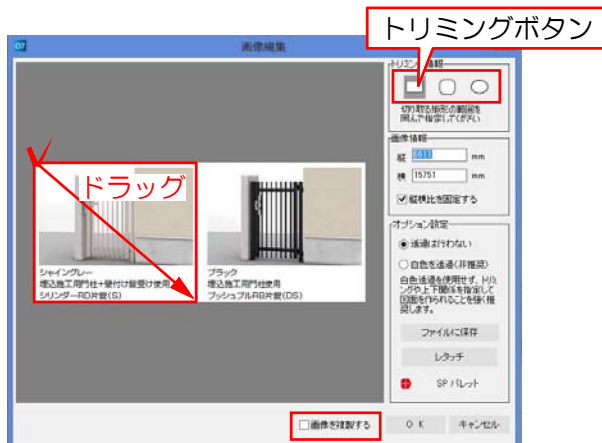 トリミングボタン
O7
画像編集
トリミング情報
切り取る矩形の範囲を
囲んで指定してください
画像情報
縦
mm
横 15751 mm
縦横比を固定する
ドラッグ
シャイングレー
埋込施工用門柱+壁付け錠受け使用
シリンダーRD片錠(S)
ブラック
埋込施工用門柱使用
プッシュプルRB片錠(DS)
オプション設定
透過は行わない
白色を透過(非推奨)
白色透過を使用せず、トリミ
ングや上下関係を指定して
図面を作られることを強く推
奨します。
ファイルに保存
レタッチ
SPパレット
画像を複製する
OK
キャンセル